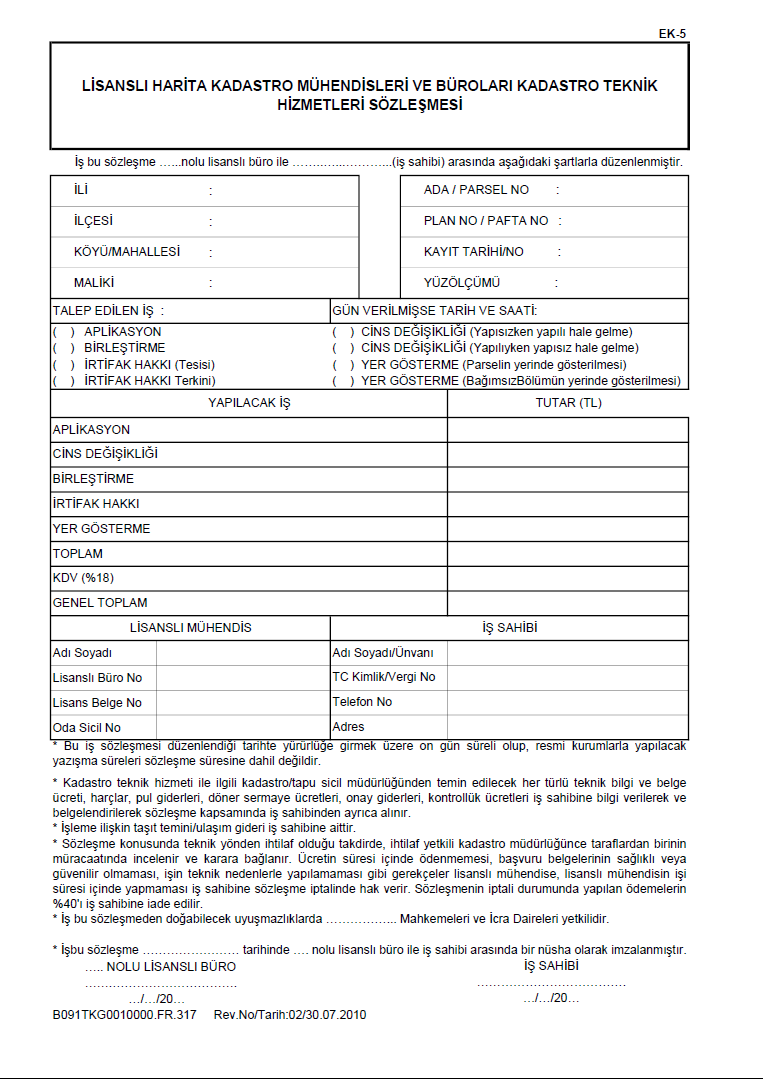 EK-5
LİSANSLI HARİTA KADASTRO MÜHENDİSLERİ VE BÜROLARI KADASTRO TEKNİK
HİZMETLERİ SÖZLEŞMESİ
İş bu sözleşme …...nolu lisanslı büro ile ……..…...………..(iş sahibi) arasında aşağıdaki şartlarla düzenlenmiştir.
İLİ : ADA / PARSEL NO :
İLÇESİ : PLAN NO / PAFTA NO :
KÖYÜ/MAHALLESİ : KAYIT TARİHİ/NO :
MALİKİ : YÜZÖLÇÜMÜ :
TALEP EDİLEN İŞ : GÜN VERİLMİŞSE TARİH VE SAATİ:
( ) APLİKASYON ( ) CİNS DEĞİŞİKLİĞİ (Yapısızken yapılı hale gelme)
( ) BİRLEŞTİRME ( ) CİNS DEĞİŞİKLİĞİ (Yapılıyken yapısız hale gelme)
( ) İRTİFAK HAKKI (Tesisi) ( ) YER GÖSTERME (Parselin yerinde gösterilmesi)
( ) İRTİFAK HAKKI Terkini) ( ) YER GÖSTERME (BağımsızBölümün yerinde gösterilmesi)
YAPILACAK İŞ TUTAR (TL)
APLİKASYON
CİNS DEĞİŞİKLİĞİ
BİRLEŞTİRME
İRTİFAK HAKKI
YER GÖSTERME
TOPLAM
KDV (%18)
GENEL TOPLAM
LİSANSLI MÜHENDİS İŞ SAHİBİ
Adı Soyadı Adı Soyadı/Ünvanı
Lisanslı Büro No TC Kimlik/Vergi No
Lisans Belge No Telefon No
Oda Sicil No Adres
* Bu iş sözleşmesi düzenlendiği tarihte yürürlüğe girmek üzere on gün süreli olup, resmi kurumlarla yapılacak
yazışma süreleri sözleşme süresine dahil değildir.
* Kadastro teknik hizmeti ile ilgili kadastro/tapu sicil müdürlüğünden temin edilecek her türlü teknik bilgi ve belge
ücreti, harçlar, pul giderleri, döner sermaye ücretleri, onay giderleri, kontrollük ücretleri iş sahibine bilgi verilerek ve
belgelendirilerek sözleşme kapsamında iş sahibinden ayrıca alınır.
* İşleme ilişkin taşıt temini/ulaşım gideri iş sahibine aittir.
* Sözleşme konusunda teknik yönden ihtilaf olduğu takdirde, ihtilaf yetkili kadastro müdürlüğünce taraflardan birinin
müracaatında incelenir ve karara bağlanır. Ücretin süresi içinde ödenmemesi, başvuru belgelerinin sağlıklı veya
güvenilir olmaması, işin teknik nedenlerle yapılamaması gibi gerekçeler lisanslı mühendise, lisanslı mühendisin işi
süresi içinde yapmaması iş sahibine sözleşme iptalinde hak verir. Sözleşmenin iptali durumunda yapılan ödemelerin
%40'ı iş sahibine iade edilir.
* İş bu sözleşmeden doğabilecek uyuşmazlıklarda …………….. Mahkemeleri ve İcra Daireleri yetkilidir.
* İşbu sözleşme …………………… tarihinde …. nolu lisanslı büro ile iş sahibi arasında bir nüsha olarak imzalanmıştır.
….. NOLU LİSANSLI BÜRO İŞ SAHİBİ
……………………………….. ……………………………….
…/…/20… …/…/20…
B091TKG0010000.FR.317 Rev.No/Tarih:02/30.07.2010